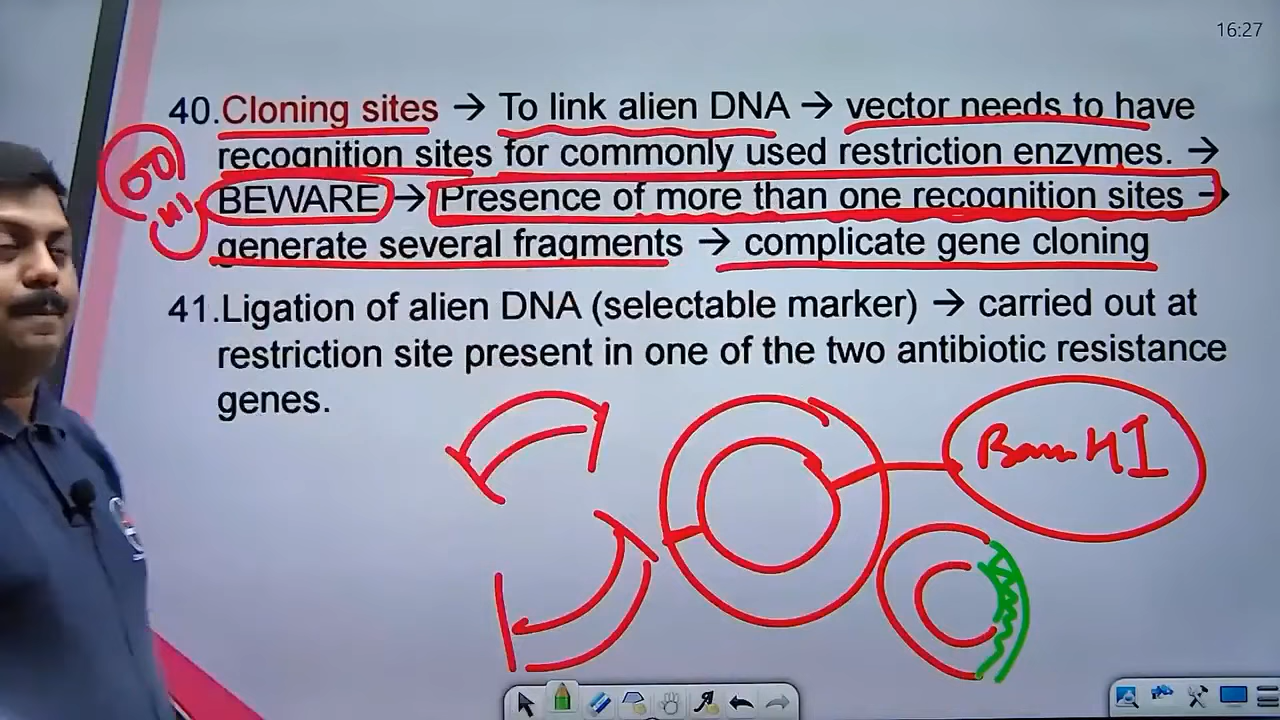 16:27
40.Cloning sites → To link alien DNA → vector needs to have
recognition sites for commonly used restriction enzymes. →
BEWARE → Presence of more than one recognition sites →
generate several fragments → complicate gene cloning
41.Ligation of alien DNA (selectable marker) → carried out at
restriction site present in one of the two antibiotic resistance
genes.
BamHI